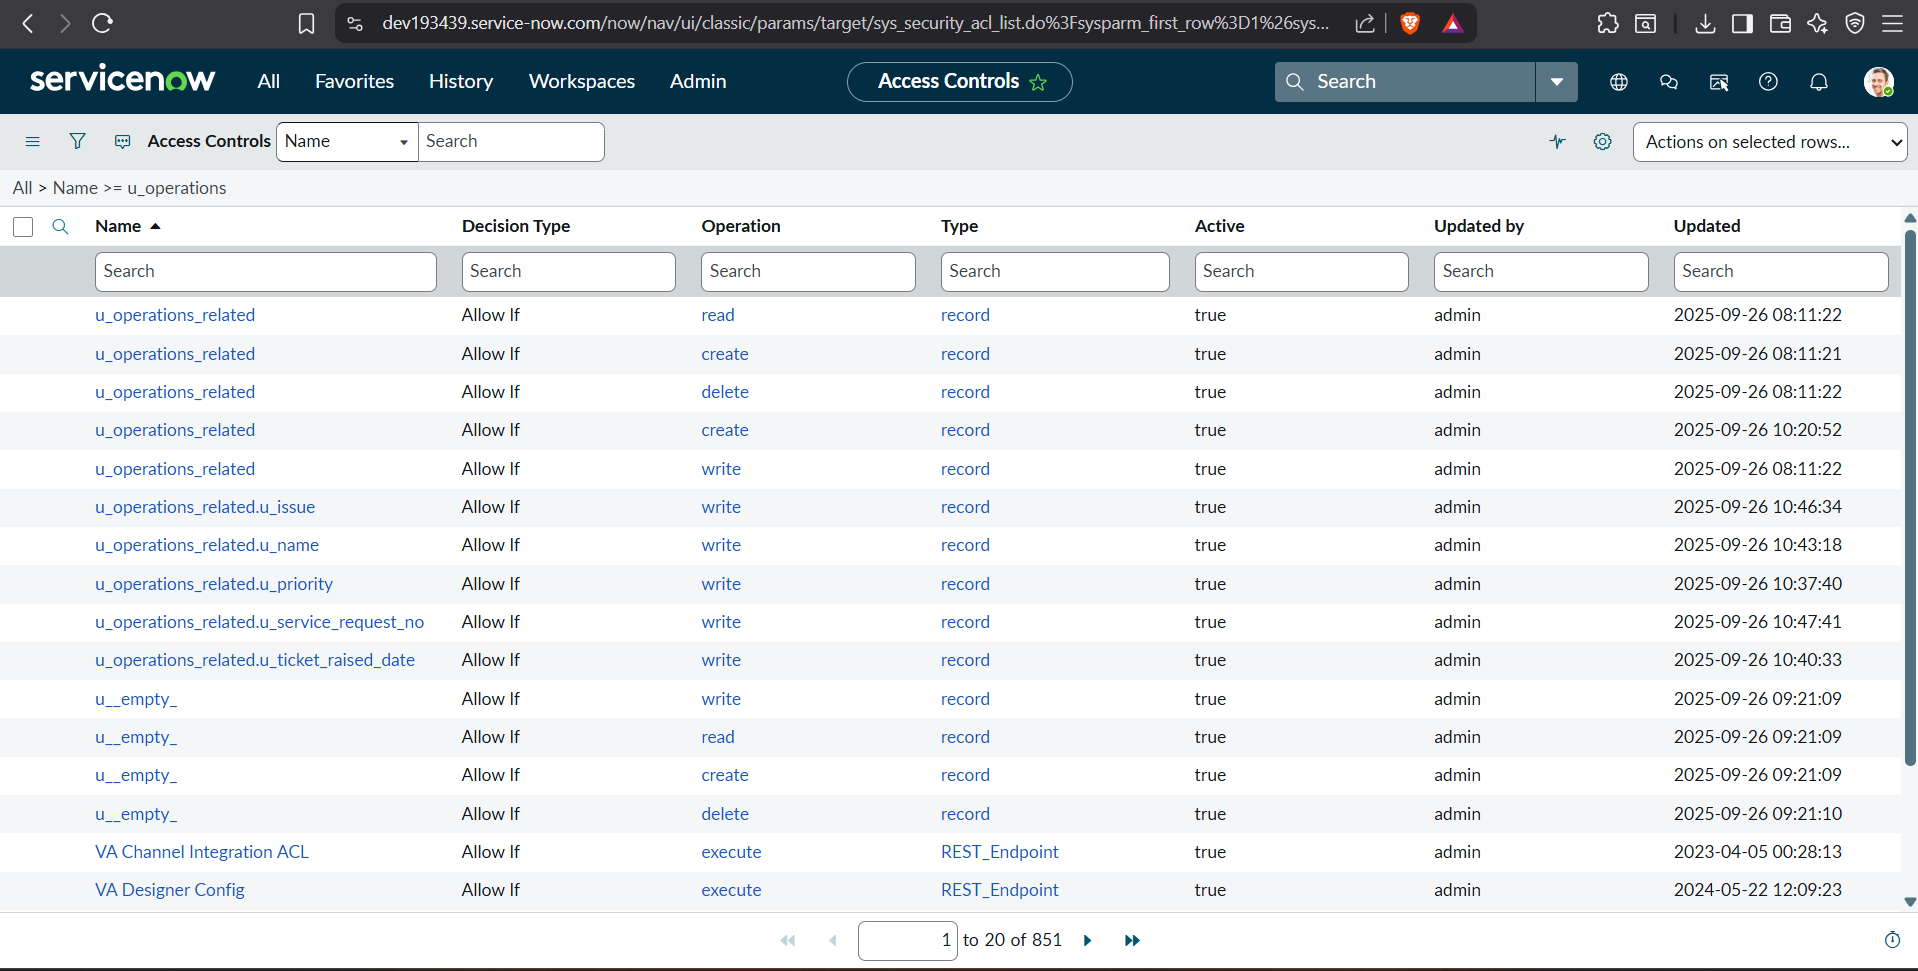 dev193439.service-now.com/now/nav/ui/classic/params/target/sys_security_acl_list.do%3Fsysparm_first_row%3D1%26sys...
servicenow All Favorites History Workspaces Admin Access Controls Search
Access Controls Name Search Actions on selected rows...
All > Name >= u_operations
Name Decision Type Operation Type Active Updated by Updated
Search Search Search Search Search Search Search
u_operations_related Allow If read record true admin 2025-09-26 08:11:22
u_operations_related Allow If create record true admin 2025-09-26 08:11:21
u_operations_related Allow If delete record true admin 2025-09-26 08:11:22
u_operations_related Allow If create record true admin 2025-09-26 10:20:52
u_operations_related Allow If write record true admin 2025-09-26 08:11:22
u_operations_related.u_issue Allow If write record true admin 2025-09-26 10:46:34
u_operations_related.u_name Allow If write record true admin 2025-09-26 10:43:18
u_operations_related.u_priority Allow If write record true admin 2025-09-26 10:37:40
u_operations_related.u_service_request_no Allow If write record true admin 2025-09-26 10:47:41
u_operations_related.u_ticket_raised_date Allow If write record true admin 2025-09-26 10:40:33
u__empty_ Allow If write record true admin 2025-09-26 09:21:09
u__empty_ Allow If read record true admin 2025-09-26 09:21:09
u__empty_ Allow If create record true admin 2025-09-26 09:21:09
u__empty_ Allow If delete record true admin 2025-09-26 09:21:10
VA Channel Integration ACL Allow If execute REST_Endpoint true admin 2023-04-05 00:28:13
VA Designer Config Allow If execute REST_Endpoint true admin 2024-05-22 12:09:23
1 to 20 of 851